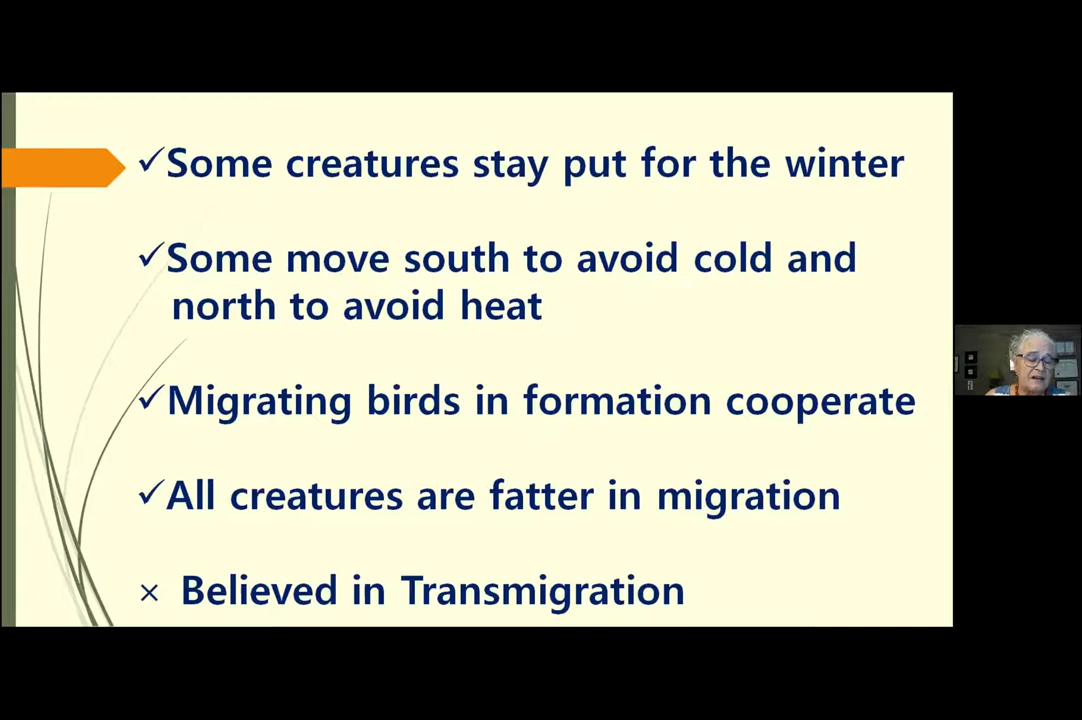 ✓Some creatures stay put for the winter
✓Some move south to avoid cold and
north to avoid heat
✓Migrating birds in formation cooperate
✓All creatures are fatter in migration
× Believed in Transmigration